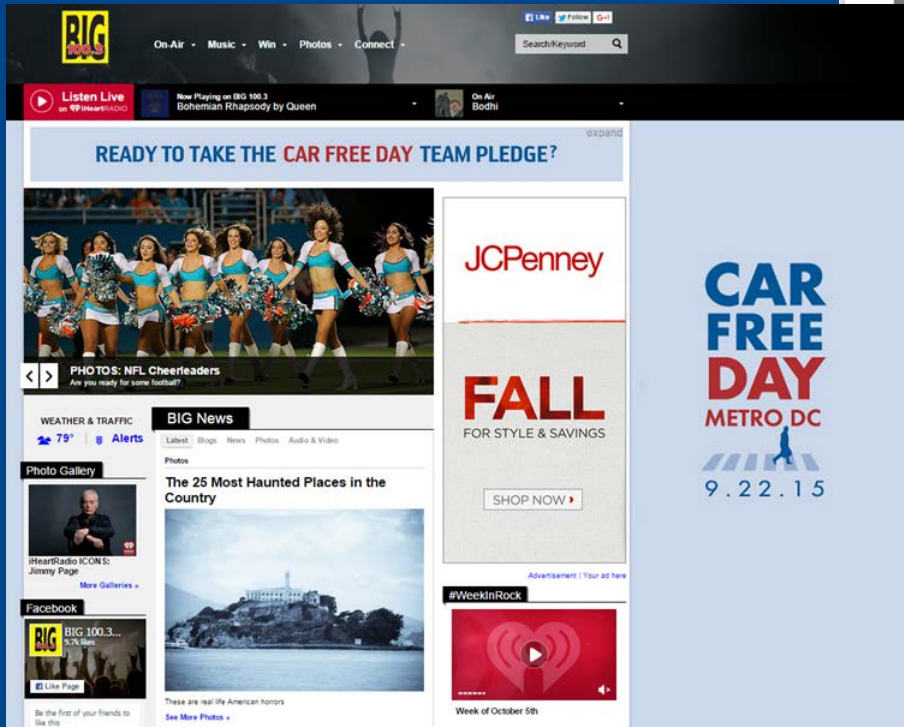 BIG
100.3
On-Air
Music
Win
Photos
Connect
Like
Follow
G+1
Search/Keyword
Listen Live
on iHeartRADIO
Now Playing on BIG 100.3
Bohemian Rhapsody by Queen
On Air
Bodhi
expand
READY TO TAKE THE CAR FREE DAY TEAM PLEDGE?
PHOTOS: NFL Cheerleaders
Are you ready for some football?
WEATHER & TRAFFIC
79° | Alerts
Photo Gallery
iHeartRadio ICONS:
Jimmy Page
More Galleries »
Facebook
BIG
100.3
BIG 100.3...
9.7k likes
Like Page
Be the first of your friends to
like this
BIG News
Latest Blogs News Photos Audio & Video
Photos
The 25 Most Haunted Places in the
Country
These are real life American horrors
See More Photos »
JCPenney
FALL
FOR STYLE & SAVINGS
SHOP NOW
Advertisement | Your ad here
#WeekInRock
Week of October 5th
CAR
FREE
DAY
METRO DC
9.22.15